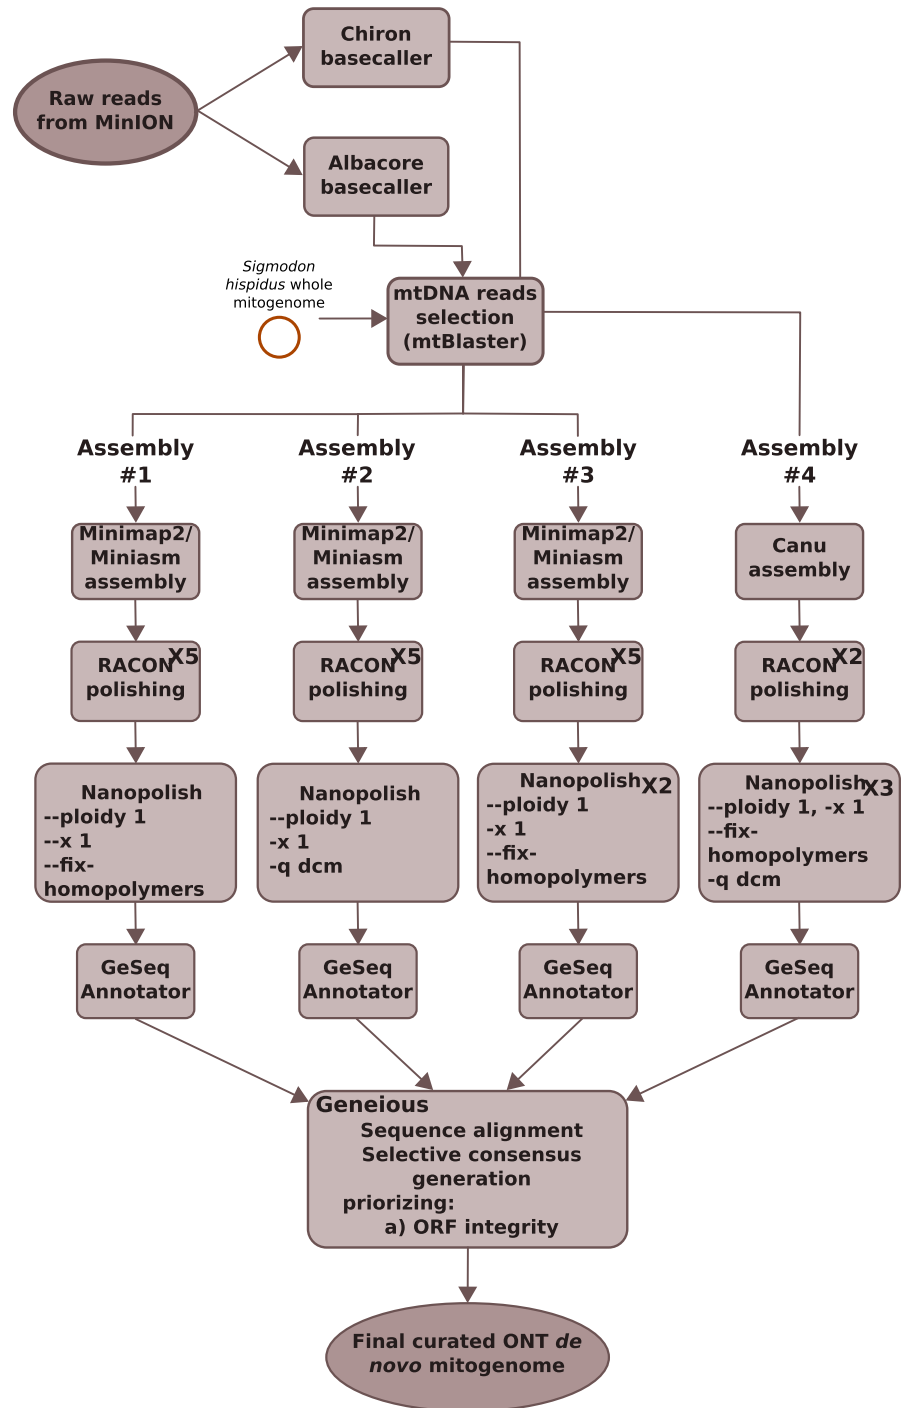 Chiron
basecaller
Raw reads
from MinION
Albacore
basecaller
Sigmodon
hispidus whole
mitogenome
mtDNA reads
selection
(mtBlaster)
Assembly
#1
Assembly
#2
Assembly
#3
Assembly
#4
Minimap2/
Miniasm
assembly
Minimap2/
Miniasm
assembly
Minimap2/
Miniasm
assembly
Canu
assembly
RACON X5
polishing
RACON X5
polishing
RACON X5
polishing
RACON X2
polishing
Nanopolish
--ploidy 1
--x 1
--fix-
homopolymers
Nanopolish
--ploidy 1
-x 1
-q dcm
Nanopolish X2
--ploidy 1
-x 1
--fix-
homopolymers
Nanopolish X3
--ploidy 1, -x 1
--fix-
homopolymers
-q dcm
GeSeq
Annotator
GeSeq
Annotator
GeSeq
Annotator
GeSeq
Annotator
Geneious
Sequence alignment
Selective consensus
generation
priorizing:
a) ORF integrity
Final curated ONT de
novo mitogenome